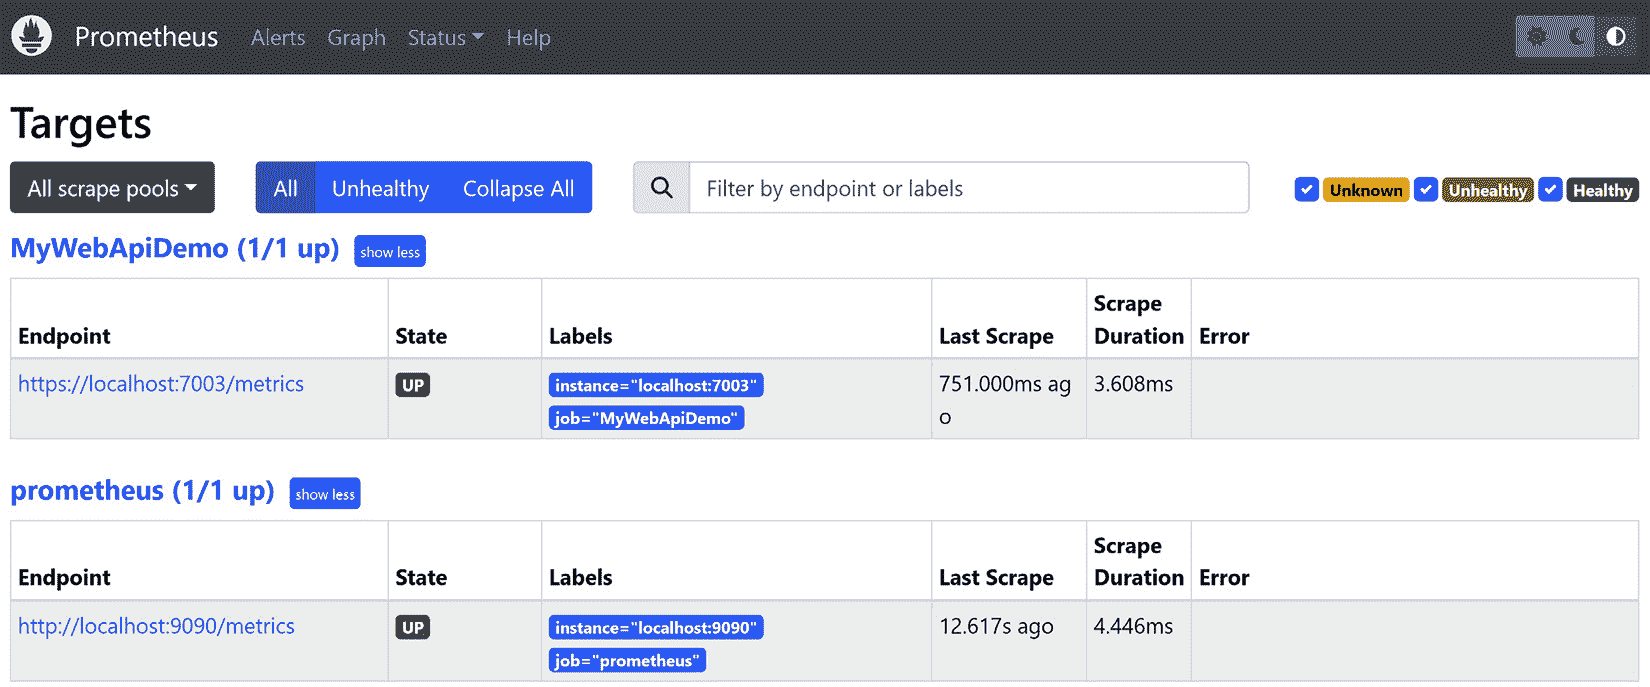 Prometheus Alerts Graph Status Help
Targets
All scrape pools All Unhealthy Collapse All Filter by endpoint or labels Unknown Unhealthy Healthy
MyWebApiDemo (1/1 up) show less
Endpoint State Labels Last Scrape Scrape Duration Error
https://localhost:7003/metrics UP instance="localhost:7003" 751.000ms ag 3.608ms
job="MyWebApiDemo" o
prometheus (1/1 up) show less
Endpoint State Labels Last Scrape Scrape Duration Error
http://localhost:9090/metrics UP instance="localhost:9090" 12.617s ago 4.446ms
job="prometheus"